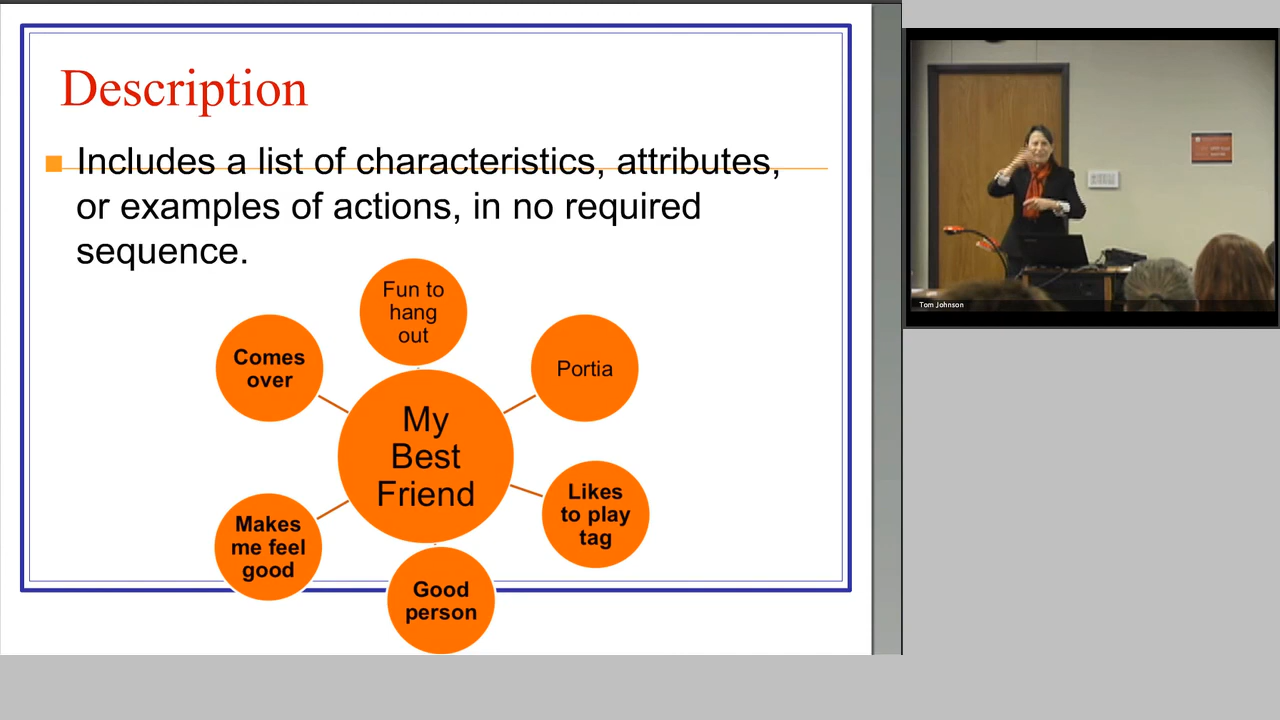 Description
Includes a list of characteristics, attributes,
or examples of actions, in no required
sequence.
Fun to
hang
out
Comes
over
Portia
My
Best
Friend
Likes
to play
tag
Makes
me feel
good
Good
person
Tom Johnson